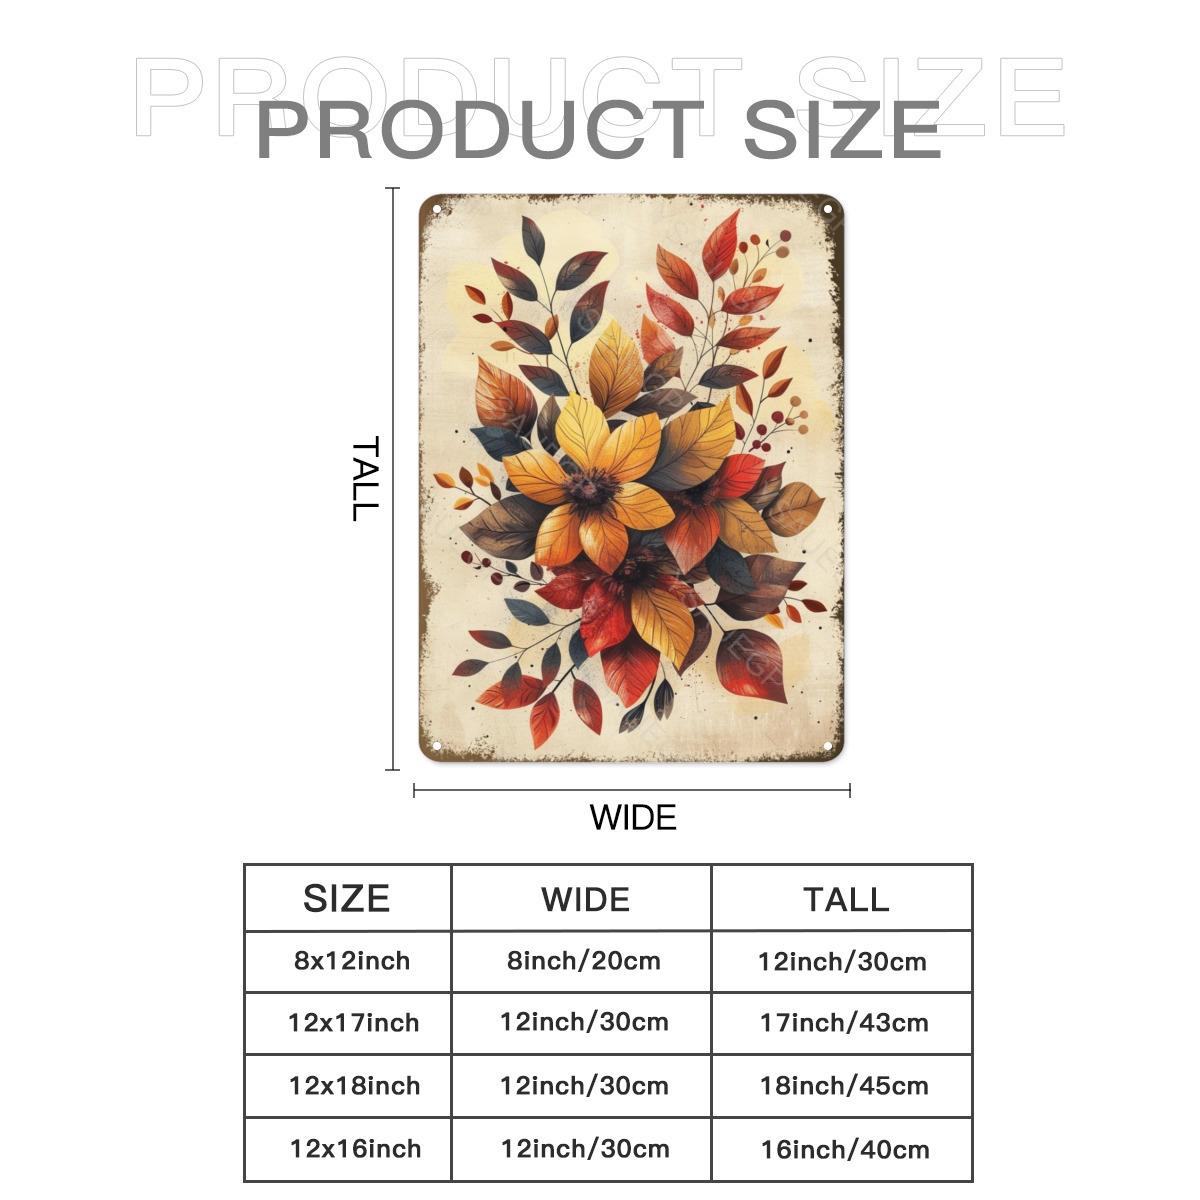 PRODUCT SIZE
PRODUCT SIZE
TALL
WIDE
SIZE WIDE TALL
8x12inch 8inch/20cm 12inch/30cm
12x17inch 12inch/30cm 17inch/43cm
12x18inch 12inch/30cm 18inch/45cm
12x16inch 12inch/30cm 16inch/40cm